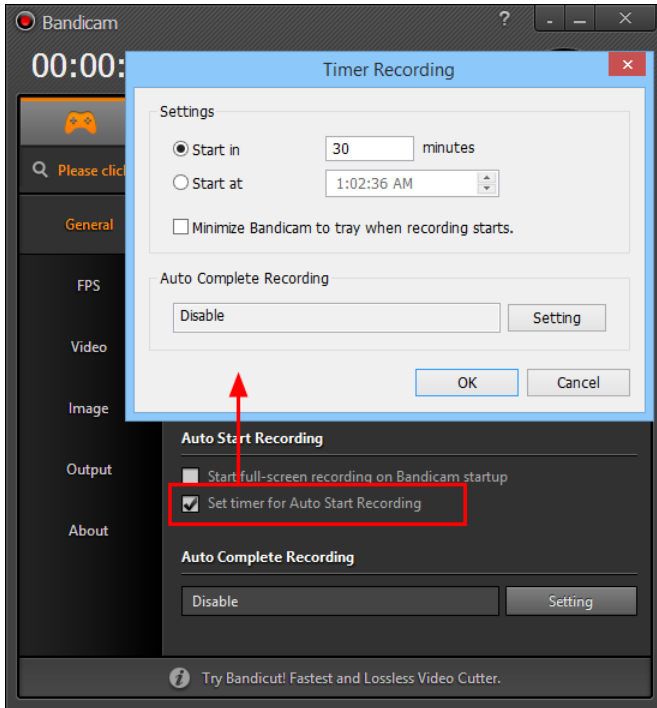 Bandicam
?
00:00:
Timer Recording
Settings
Start in 30 minutes
Start at 1:02:36 AM
Minimize Bandicam to tray when recording starts.
Auto Complete Recording
Disable Setting
OK Cancel
General
FPS
Video
Image
Output
About
Auto Start Recording
Start full-screen recording on Bandicam startup
Set timer for Auto Start Recording
Auto Complete Recording
Disable Setting
Try Bandicut! Fastest and Lossless Video Cutter.